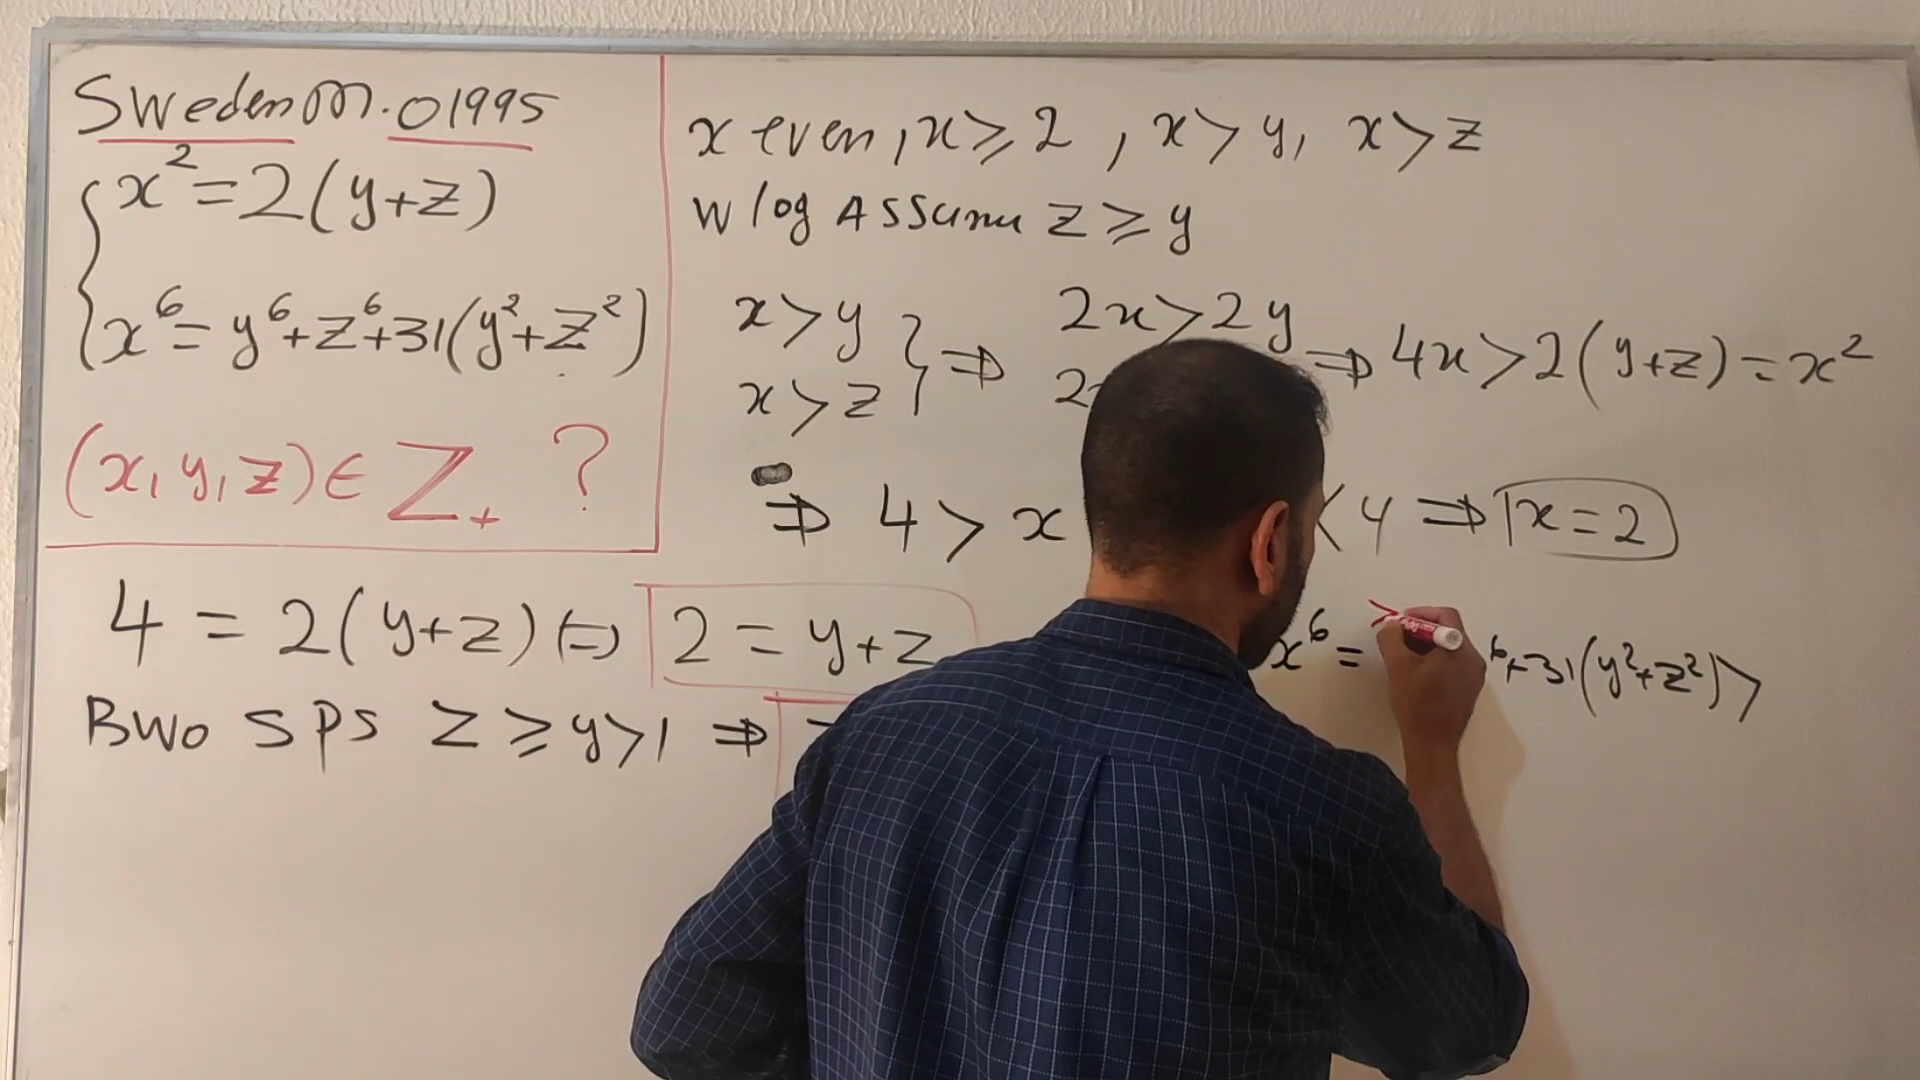 Sweden M.O 1995
x² = 2(y+z)
x⁶ = y⁶+z⁶+31(y²+z²)
(x, y, z) ∈ Z₊ ?
x even, x ≥ 2, x > y, x > z
wlog Assume z ≥ y
x > y
x > z } ⇒
2x > 2y
2
⇒ 4x > 2(y+z) = x²
⇒ 4 > x
< 4 ⇒ x = 2
4 = 2(y+z) ⇔ 2 = y+z
BWO SPS z ≥ y > 1 ⇒
x⁶ = ⁶+31(y²+z²) >
>